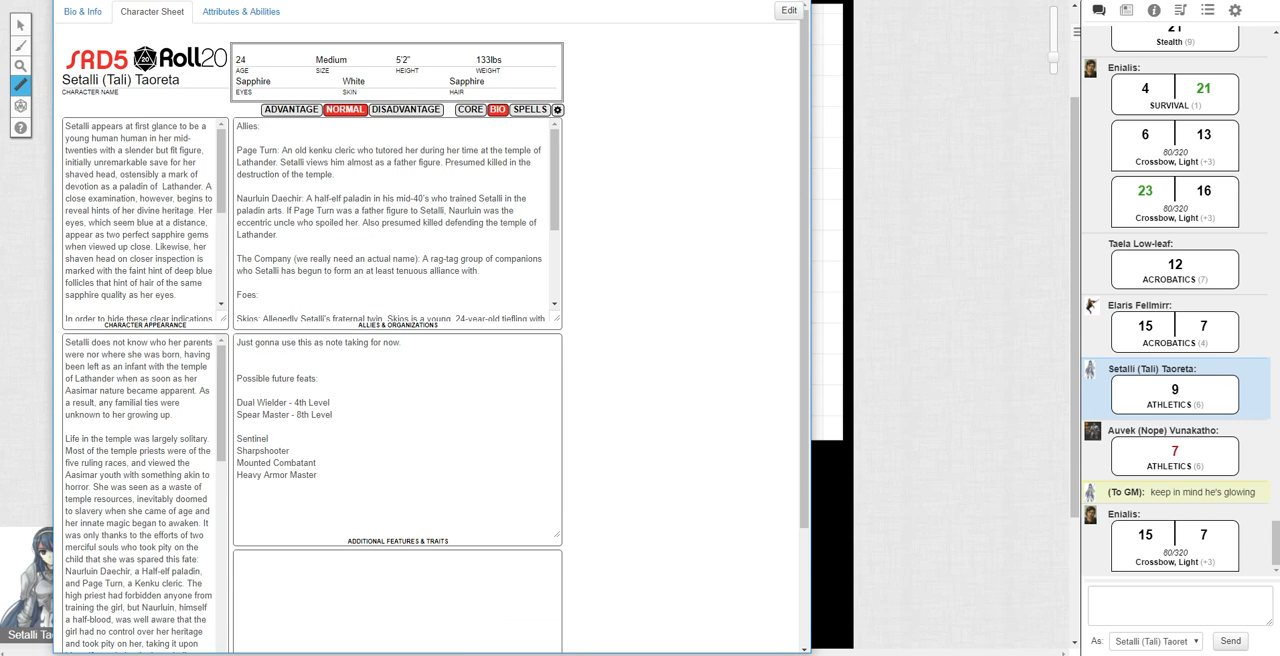 Bio & Info
Character Sheet
Attributes & Abilities
Edit
SRD5 20 Roll20
Setalli (Tali) Taoreta
CHARACTER NAME
24 Medium 5'2" 133lbs
AGE SIZE HEIGHT WEIGHT
Sapphire White Sapphire
EYES SKIN HAIR
ADVANTAGE NORMAL DISADVANTAGE CORE BIO SPELLS
Setalli appears at first glance to be a
young human human in her mid-
twenties with a slender but fit figure,
initially unremarkable save for her
shaved head, ostensibly a mark of
devotion as a paladin of Lathander. A
close examination, however, begins to
reveal hints of her divine heritage. Her
eyes, which seem blue at a distance,
appear as two perfect sapphire gems
when viewed up close. Likewise, her
shaven head on closer inspection is
marked with the faint hint of deep blue
follicles that hint of hair of the same
sapphire quality as her eyes.
In order to hide these clear indications
CHARACTER APPEARANCE
Allies:
Page Turn: An old kenku cleric who tutored her during her time at the temple of
Lathander. Setalli views him almost as a father figure. Presumed killed in the
destruction of the temple.
Naurluin Daechir: A half-elf paladin in his mid-40's who trained Setalli in the
paladin arts. If Page Turn was a father figure to Setalli, Naurluin was the
eccentric uncle who spoiled her. Also presumed killed defending the temple of
Lathander.
The Company (we really need an actual name): A rag-tag group of companions
who Setalli has begun to form an at least tenuous alliance with.
Foes:
Skios: Allegedly Setalli's fraternal twin, Skios is a young, 24-year-old tiefling with
ALLIES & ORGANIZATIONS
Setalli does not know who her parents
were nor where she was born, having
been left as an infant with the temple
of Lathander when as soon as her
Aasimar nature became apparent. As
a result, any familial ties were
unknown to her growing up.
Life in the temple was largely solitary.
Most of the temple priests were of the
five ruling races, and viewed the
Aasimar youth with something akin to
horror. She was seen as a waste of
temple resources, inevitably doomed
to slavery when she came of age and
her innate magic began to awaken. It
was only thanks to the efforts of two
merciful souls who took pity on the
child that she was spared this fate:
Naurluin Daechir, a Half-elf paladin,
and Page Turn, a Kenku cleric. The
high priest had forbidden anyone from
training the girl, but Naurluin, himself
a half-blood, was well aware that the
girl had no control over her heritage
and took pity on her, taking it upon
Just gonna use this as note taking for now.
Possible future feats:
Dual Wielder - 4th Level
Spear Master - 8th Level
Sentinel
Sharpshooter
Mounted Combatant
Heavy Armor Master
ADDITIONAL FEATURES & TRAITS
Setalli Ta
21
Stealth (9)
Enialis:
4 21
SURVIVAL (1)
6 13
80/320
Crossbow, Light (+3)
23 16
80/320
Crossbow, Light (+3)
Taela Low-leaf:
12
ACROBATICS (7)
Elaris Fellmirr:
15 7
ACROBATICS (4)
Setalli (Tali) Taoreta:
9
ATHLETICS (6)
Auvek (Nope) Vunakatho:
7
ATHLETICS (6)
(To GM): keep in mind he's glowing
Enialis:
15 7
80/320
Crossbow, Light (+3)
As: Setalli (Tali) Taoret Send